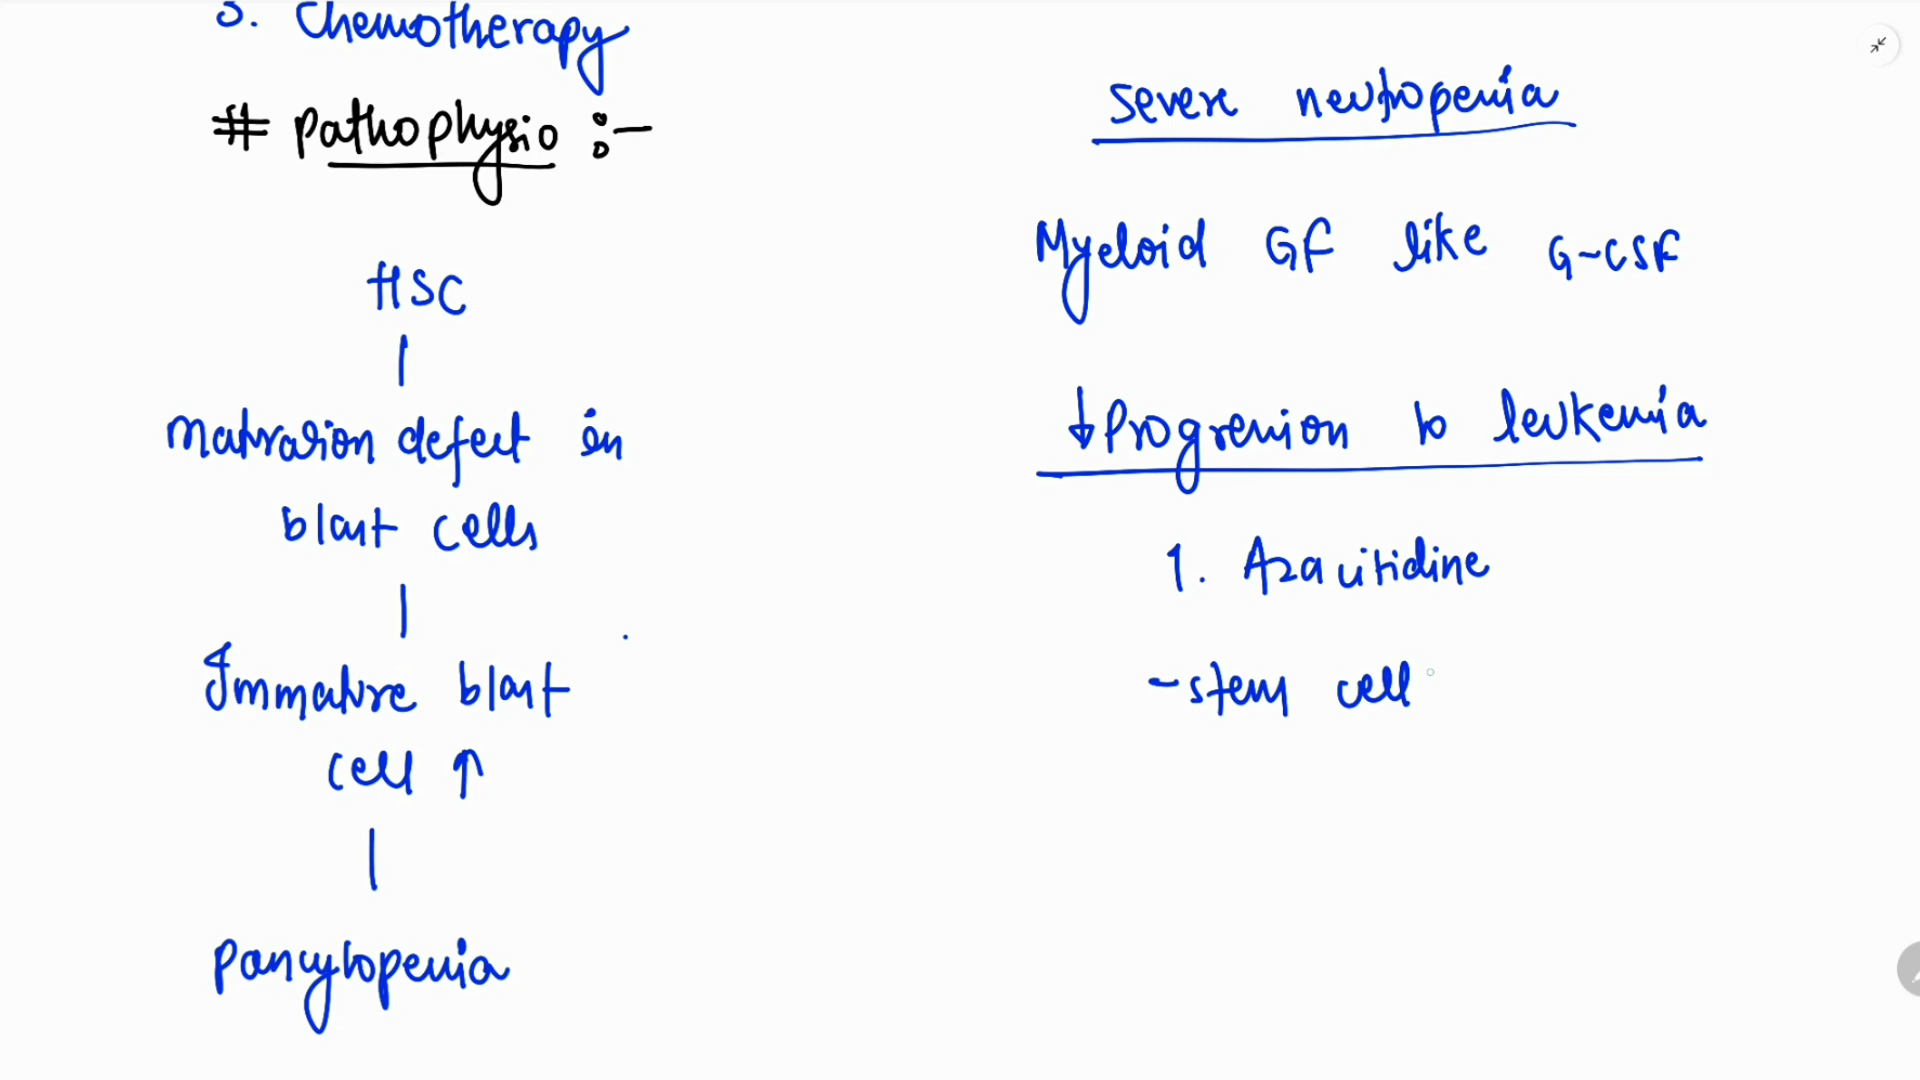 3. Chemotherapy
# Pathophysio :-
HSC
Maturation defect in
blast cells
Immature blast
cell ↑
Pancytopenia
Severe neutropenia
Myeloid GF like G-CSF
↓ Progression to leukemia
1. Azacitidine
- stem cell